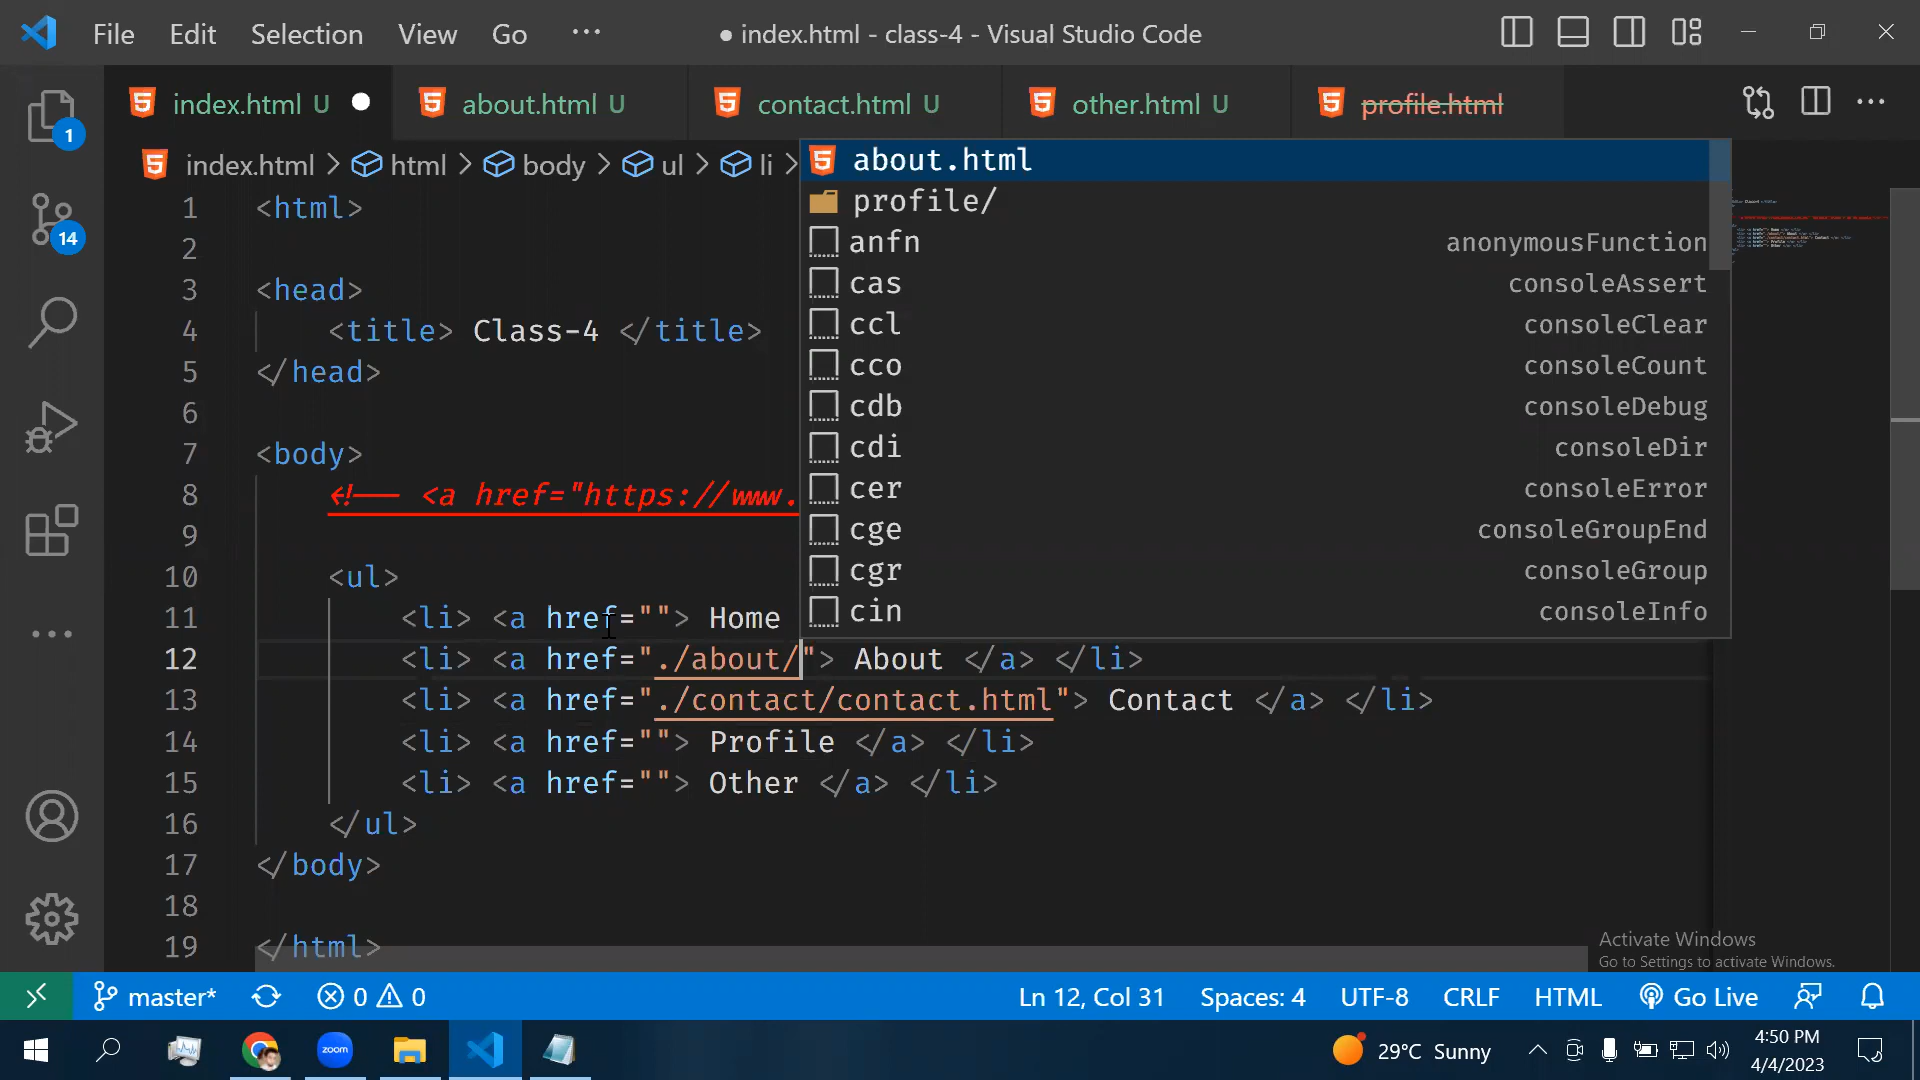 File Edit Selection View Go ··· ● index.html - class-4 - Visual Studio Code
index.html U ● about.html U contact.html U other.html U profile.html
index.html > html > body > ul > li >
1 <html>
2
3 <head>
4 <title> Class-4 </title>
5 </head>
6
7 <body>
8 <!-- <a href="https://www.
9
10 <ul>
11 <li> <a href=""> Home
12 <li> <a href="./about/"> About </a> </li>
13 <li> <a href="./contact/contact.html"> Contact </a> </li>
14 <li> <a href=""> Profile </a> </li>
15 <li> <a href=""> Other </a> </li>
16 </ul>
17 </body>
18
19 </html>
about.html
profile/
anfn anonymousFunction
cas consoleAssert
ccl consoleClear
cco consoleCount
cdb consoleDebug
cdi consoleDir
cer consoleError
cge consoleGroupEnd
cgr consoleGroup
cin consoleInfo
1
14
Activate Windows
Go to Settings to activate Windows.
master* 0 0 Ln 12, Col 31 Spaces: 4 UTF-8 CRLF HTML Go Live
zoom 29°C Sunny 4:50 PM
4/4/2023